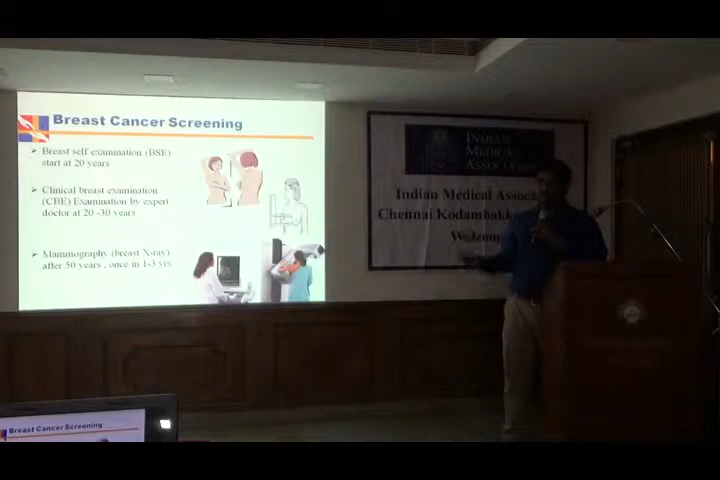 Breast Cancer Screening
Breast self examination (BSE)
start at 20 years
Clinical breast examination
(CBE) Examination by expert
doctor at 20 -30 years
Mammography (breast X-ray)
after 50 years , once in 1-3 yrs
INDIAN
MEDICAL
Indian Medical
Chennai
Breast Cancer Screening